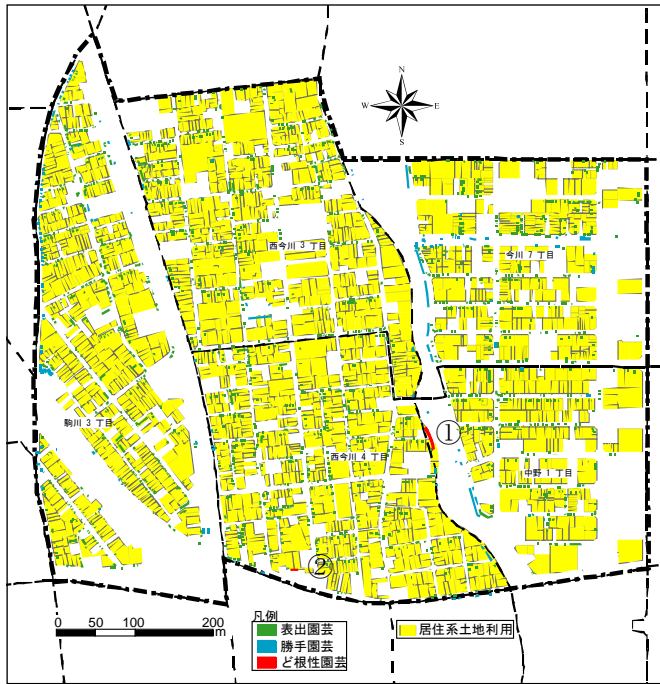 N
W
E
S
西今川 3 丁目
今川 7 丁目
駒川 3 丁目
①
西今川 4 丁目
中野 1 丁目
②
凡例
0 50 100 200
m
表出園芸
勝手園芸
ど根性園芸
居住系土地利用